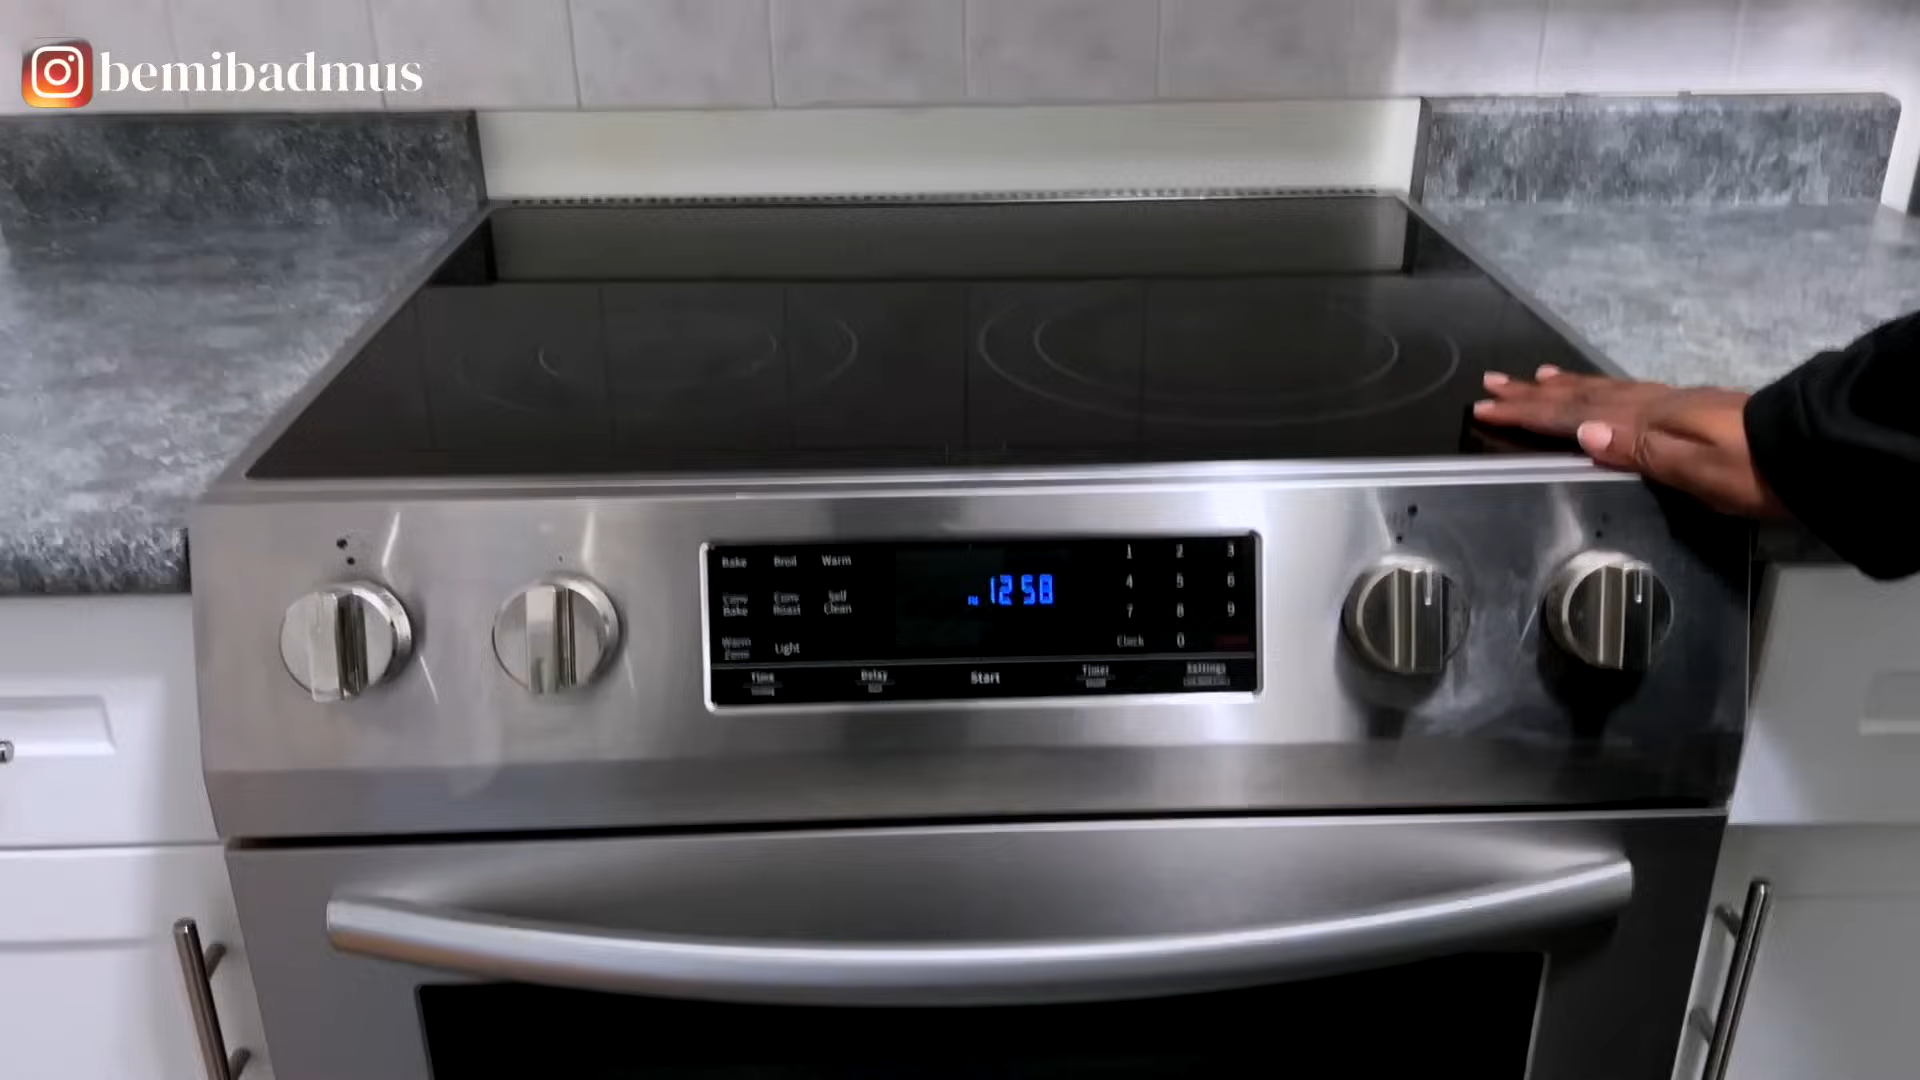 bemibadmus
Bake Broil Warm
Conv Bake Conv Roast Self Clean
Warm Zone Light
PM 12 58
1 2 3
4 5 6
7 8 9
Clock 0
Time Delay Start Timer Settings